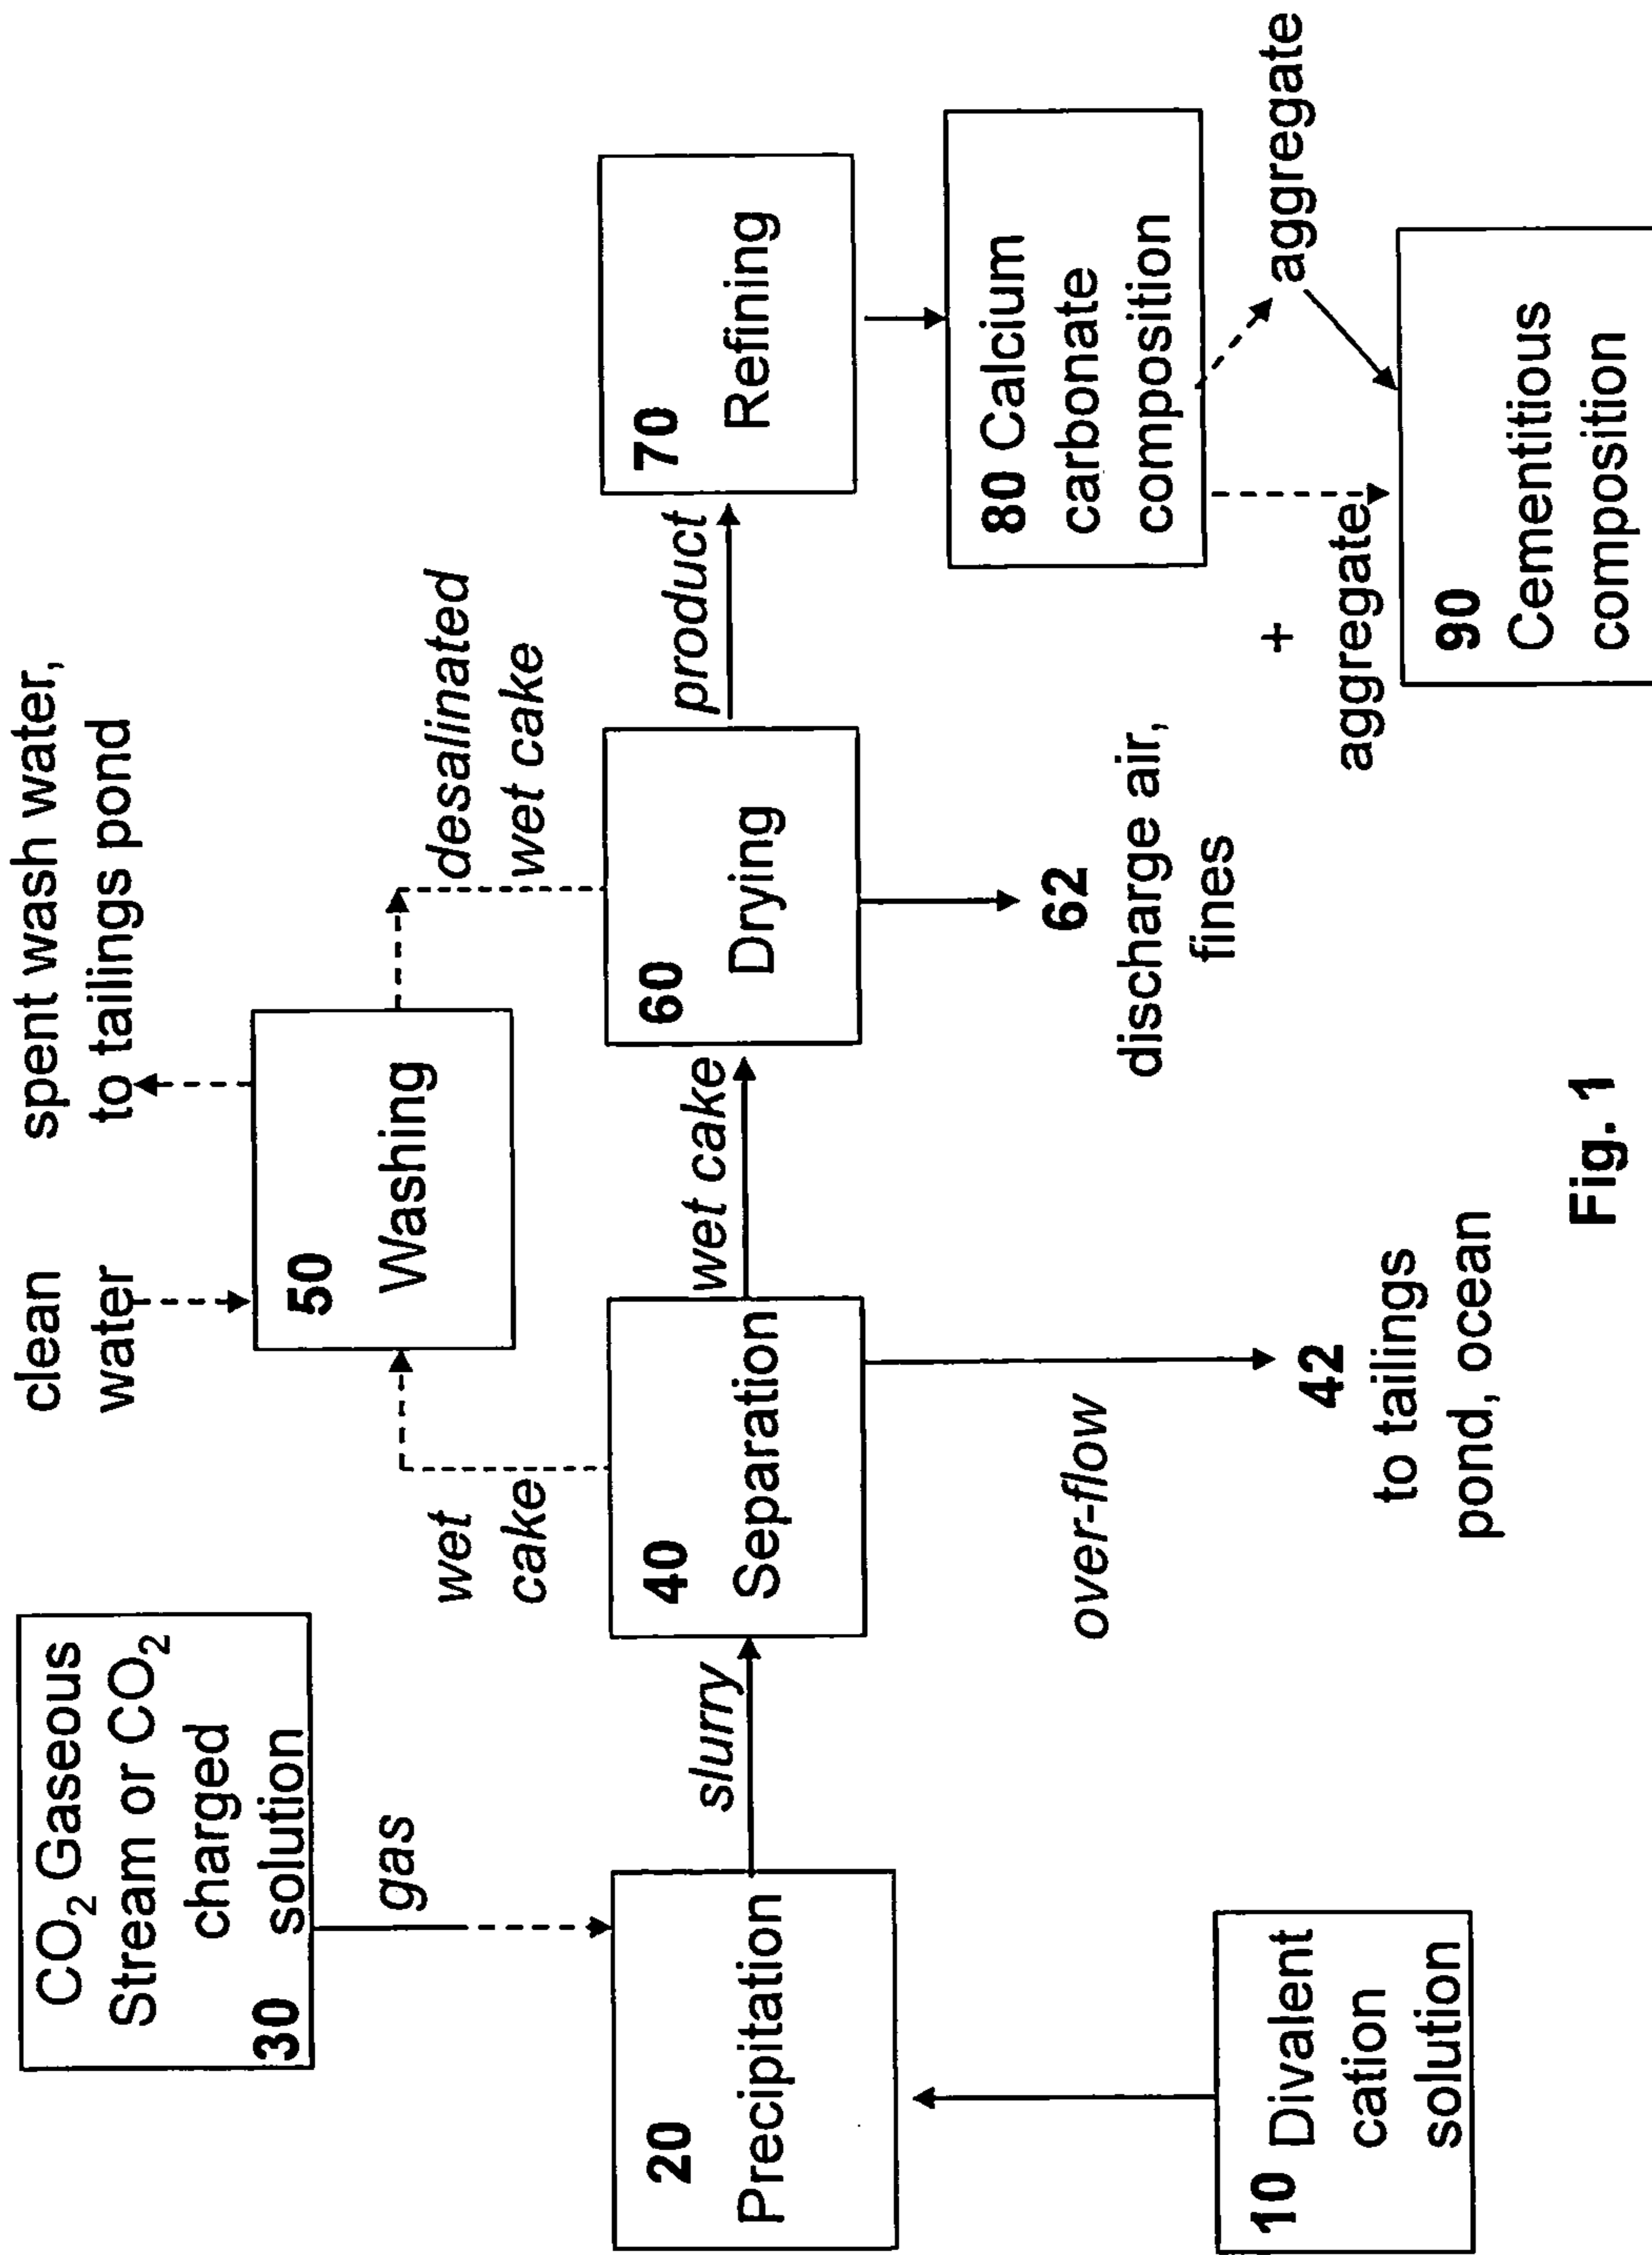 CO₂ Gaseous
Stream or CO₂
charged
30 solution
gas
clean
water
spent wash water,
to tailings pond
50
Washing
wet
cake
desalinated
wet cake
20
Precipitation
slurry
40
Separation
wet cake
60
Drying
product
70
Refining
10 Divalent
cation
solution
over-flow
42
to tailings
pond, ocean
62
discharge air,
fines
80 Calcium
carbonate
composition
+
aggregate
aggregate
90
Cementitious
composition
Fig. 1